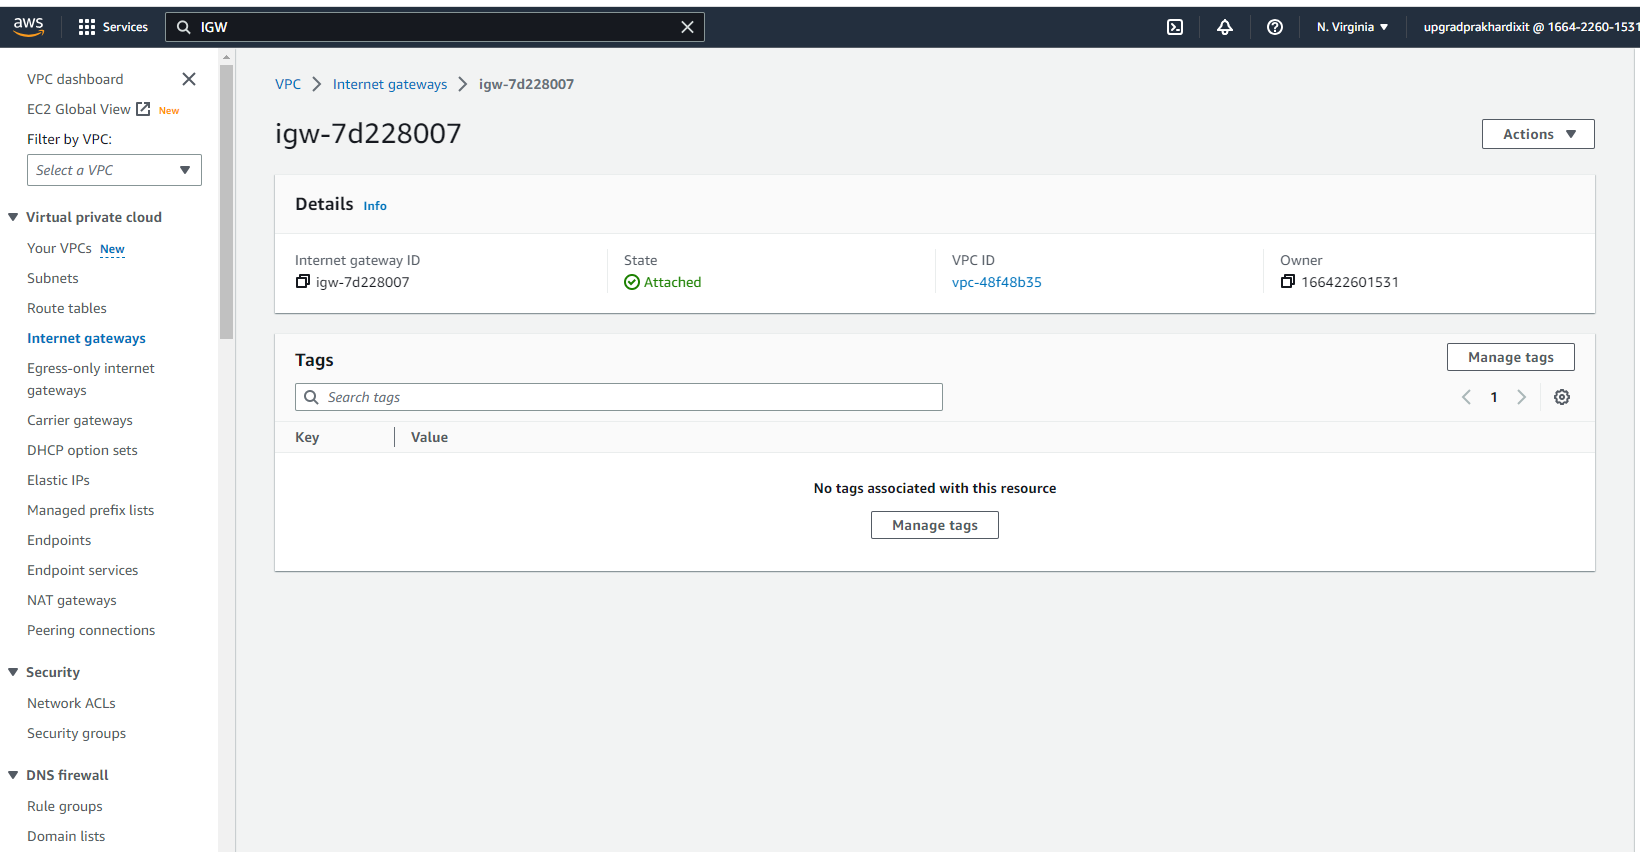 aws Services IGW N. Virginia upgradprakhardixit @ 1664-2260-1531
VPC dashboard
EC2 Global View New
Filter by VPC:
Select a VPC
Virtual private cloud
Your VPCs New
Subnets
Route tables
Internet gateways
Egress-only internet
gateways
Carrier gateways
DHCP option sets
Elastic IPs
Managed prefix lists
Endpoints
Endpoint services
NAT gateways
Peering connections
Security
Network ACLs
Security groups
DNS firewall
Rule groups
Domain lists
VPC Internet gateways igw-7d228007
igw-7d228007
Actions
Details Info
Internet gateway ID
igw-7d228007
State
Attached
VPC ID
vpc-48f48b35
Owner
166422601531
Tags
Manage tags
Search tags
1
Key Value
No tags associated with this resource
Manage tags